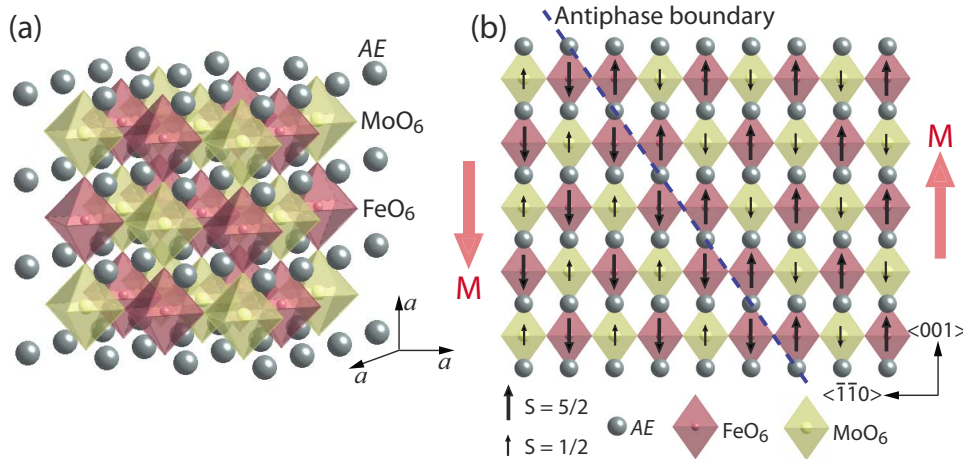 (a)
AE
MoO₆
FeO₆
a
a
a
(b)
Antiphase boundary
M
M
<001>
<1̅1̅0>
S = 5/2
S = 1/2
AE
FeO₆
MoO₆